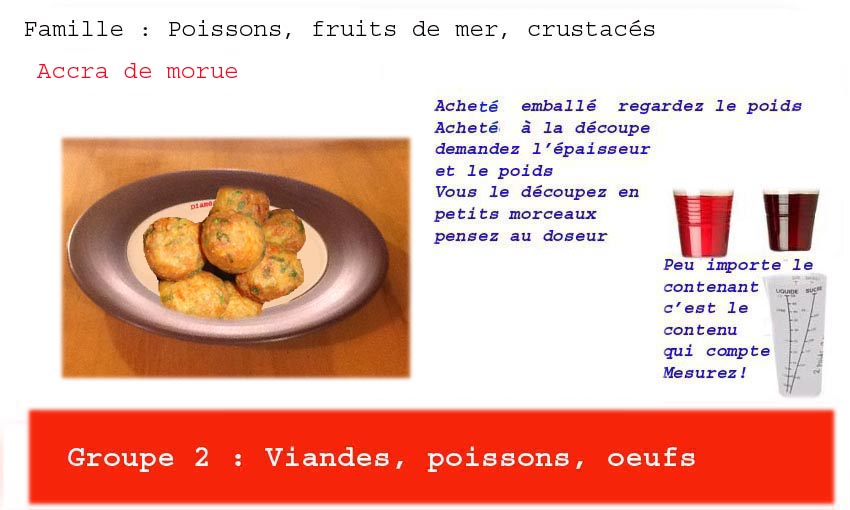 Famille : Poissons, fruits de mer, crustacés
Accra de morue
Acheté emballé regardez le poids
Acheté à la découpe
demandez l'épaisseur
et le poids
Vous le découpez en
petits morceaux
pensez au doseur
Peu importe le
contenant
c'est le
contenu
qui compte
Mesurez!
LIQUIDE SUCRE
Groupe 2 : Viandes, poissons, oeufs